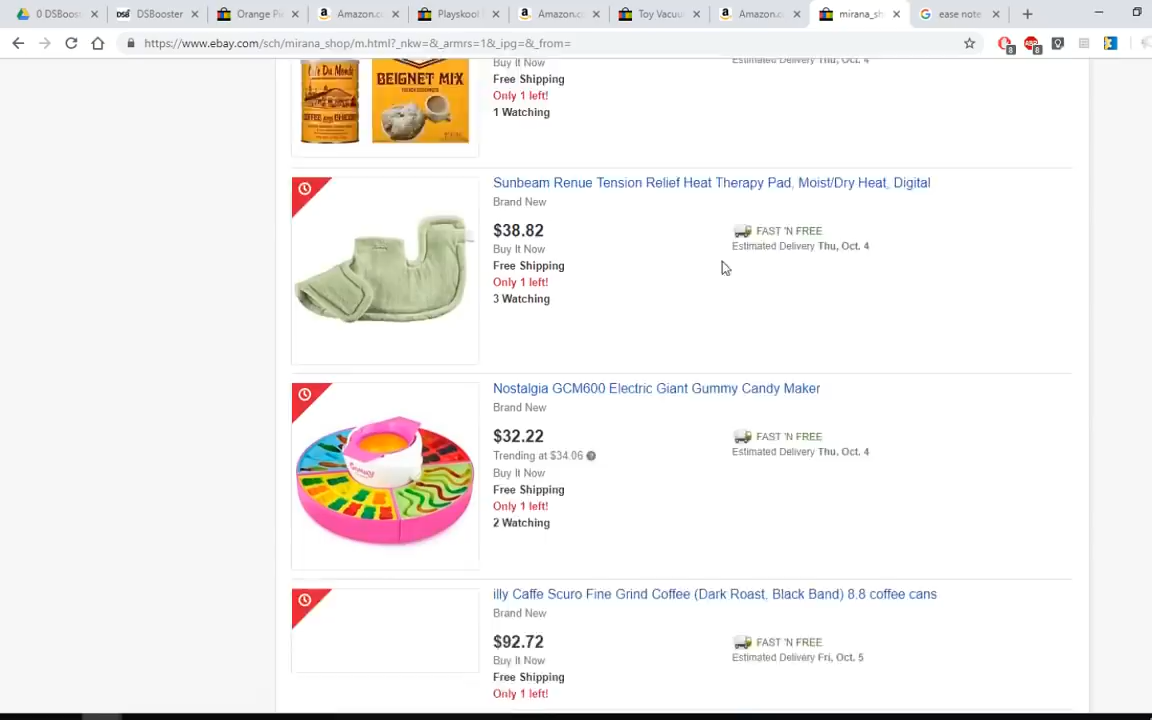 0 DSBoost
DSBooster
Orange Pi
Amazon.c
Playskool
Amazon.c
Toy Vacuu
Amazon.c
mirana_sh
ease note
https://www.ebay.com/sch/mirana_shop/m.html?_nkw=&_armrs=1&_ipg=&_from=
8
8
Buy It Now
Estimated Delivery Thu, Oct. 4
Free Shipping
Only 1 left!
1 Watching
BEIGNET MIX
Sunbeam Renue Tension Relief Heat Therapy Pad, Moist/Dry Heat, Digital
Brand New
$38.82
FAST 'N FREE
Buy It Now
Estimated Delivery Thu, Oct. 4
Free Shipping
Only 1 left!
3 Watching
Nostalgia GCM600 Electric Giant Gummy Candy Maker
Brand New
$32.22
FAST 'N FREE
Trending at $34.06
Estimated Delivery Thu, Oct. 4
Buy It Now
Free Shipping
Only 1 left!
2 Watching
illy Caffe Scuro Fine Grind Coffee (Dark Roast, Black Band) 8.8 coffee cans
Brand New
$92.72
FAST 'N FREE
Buy It Now
Estimated Delivery Fri, Oct. 5
Free Shipping
Only 1 left!